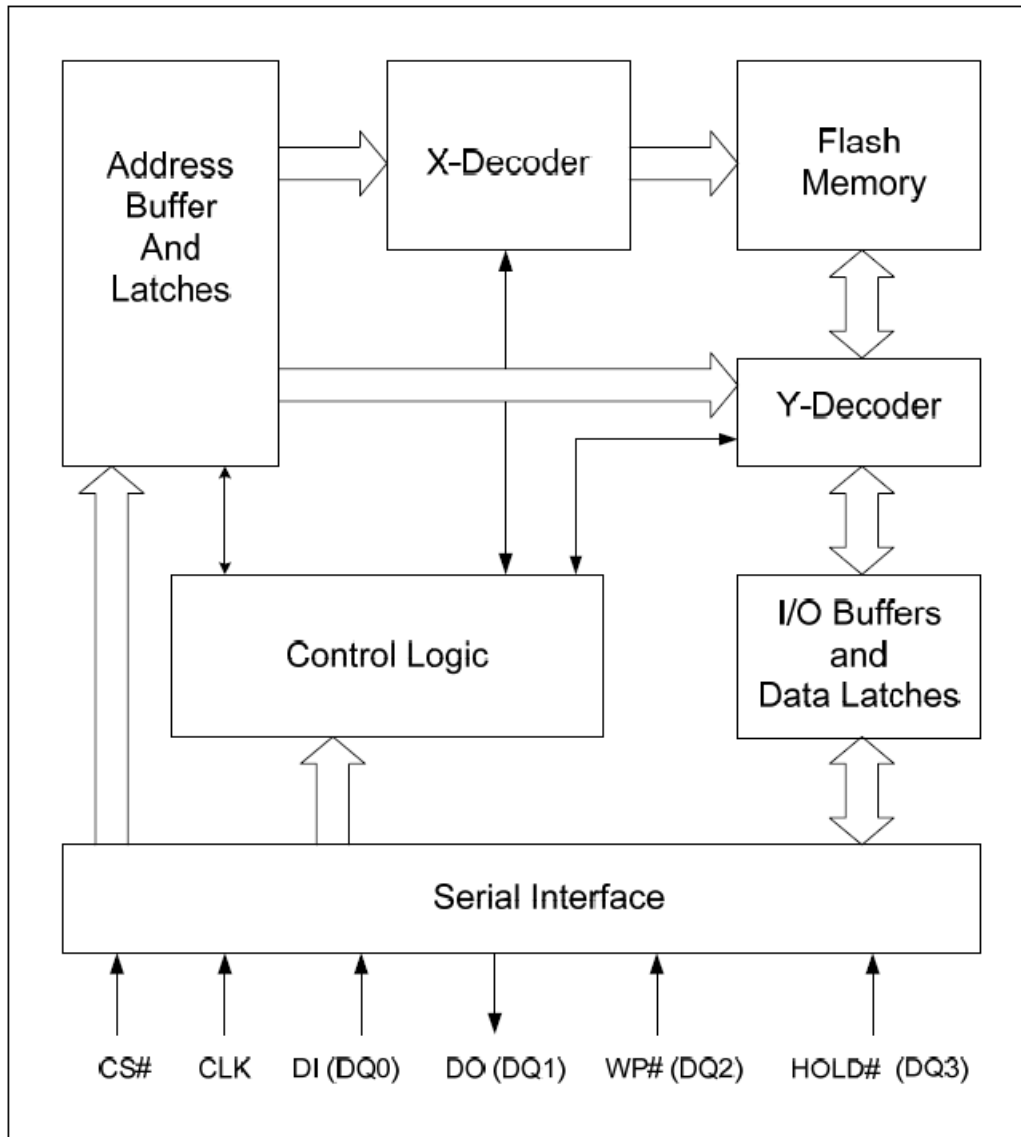 Address
Buffer
And
Latches
X-Decoder
Flash
Memory
Y-Decoder
Control Logic
I/O Buffers
and
Data Latches
Serial Interface
CS#
CLK
DI (DQ0)
DO (DQ1)
WP# (DQ2)
HOLD# (DQ3)